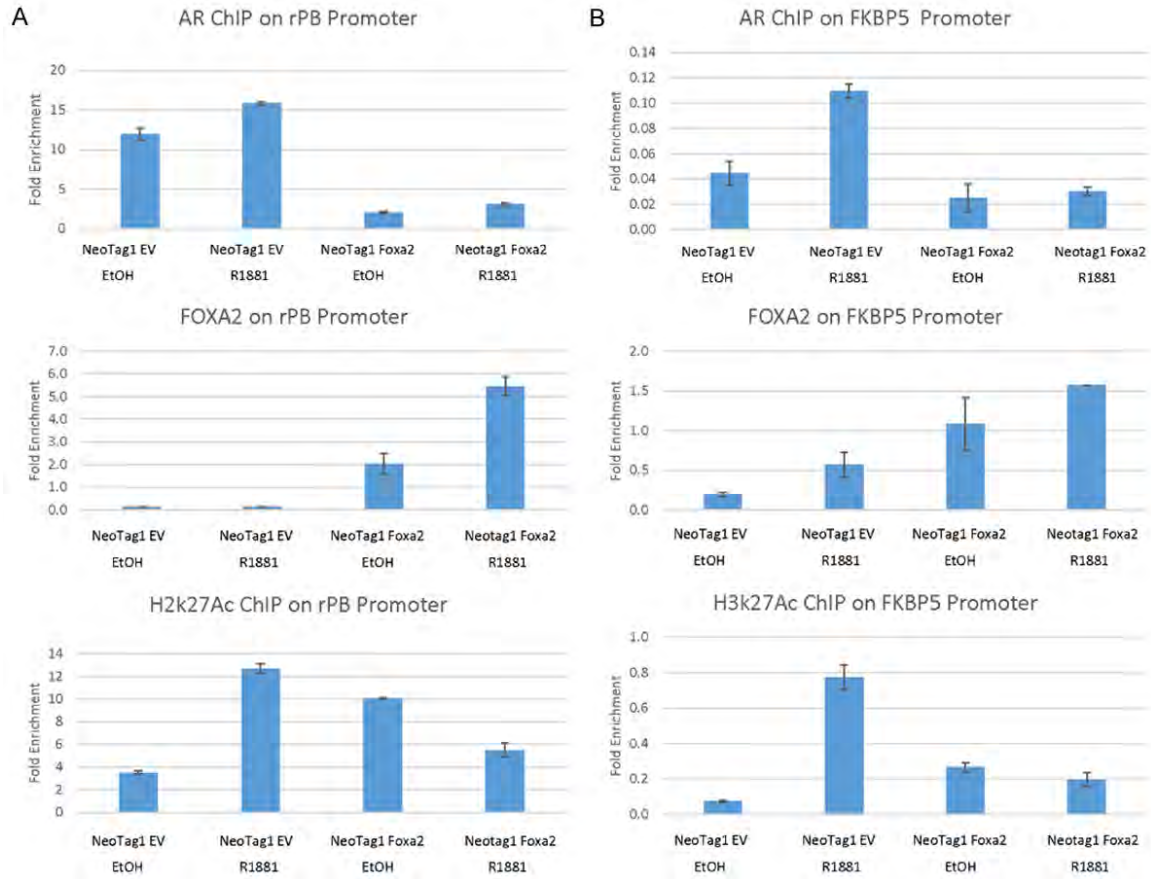 A
AR ChIP on rPB Promoter
Fold Enrichment
20
15
10
5
0
NeoTag1 EV NeoTag1 EV NeoTag1 Foxa2 Neotag1 Foxa2
EtOH R1881 EtOH R1881
FOXA2 on rPB Promoter
Fold Enrichment
7.0
6.0
5.0
4.0
3.0
2.0
1.0
0.0
NeoTag1 EV NeoTag1 EV NeoTag1 Foxa2 Neotag1 Foxa2
EtOH R1881 EtOH R1881
H2k27Ac ChIP on rPB Promoter
Fold Enrichment
14
12
10
8
6
4
2
0
NeoTag1 EV NeoTag1 EV NeoTag1 Foxa2 Neotag1 Foxa2
EtOH R1881 EtOH R1881
B
AR ChIP on FKBP5 Promoter
Fold Enrichment
0.14
0.12
0.10
0.08
0.06
0.04
0.02
0.00
NeoTag1 EV NeoTag1 EV NeoTag1 Foxa2 Neotag1 Foxa2
EtOH R1881 EtOH R1881
FOXA2 on FKBP5 Promoter
Fold Enrichment
2.0
1.5
1.0
0.5
0.0
NeoTag1 EV NeoTag1 EV NeoTag1 Foxa2 Neotag1 Foxa2
EtOH R1881 EtOH R1881
H3k27Ac ChIP on FKBP5 Promoter
Fold Enrichment
1.0
0.8
0.6
0.4
0.2
0.0
NeoTag1 EV NeoTag1 EV NeoTag1 Foxa2 Neotag1 Foxa2
EtOH R1881 EtOH R1881